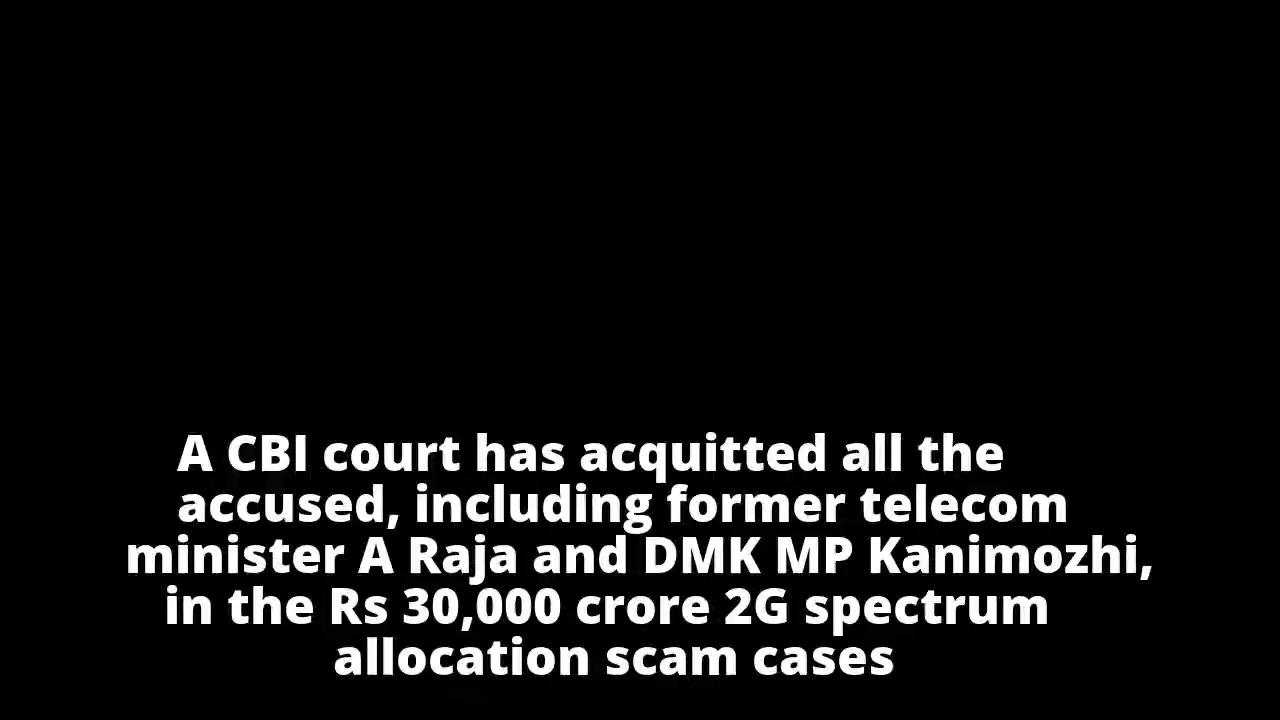 A CBI court has acquitted all the
accused, including former telecom
minister A Raja and DMK MP Kanimozhi,
in the Rs 30,000 crore 2G spectrum
allocation scam cases